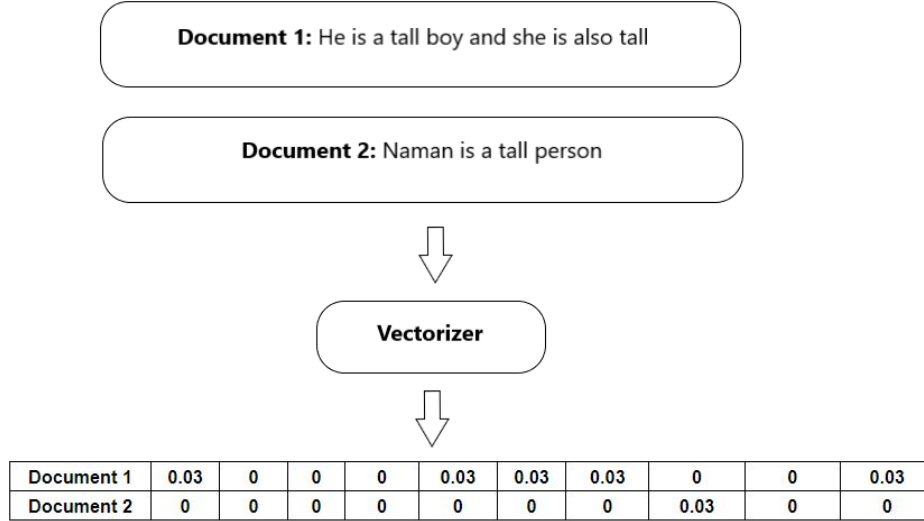 Document 1: He is a tall boy and she is also tall
Document 2: Naman is a tall person
Vectorizer
Document 1 0.03 0 0 0 0.03 0.03 0.03 0 0 0.03
Document 2 0 0 0 0 0 0 0 0.03 0 0